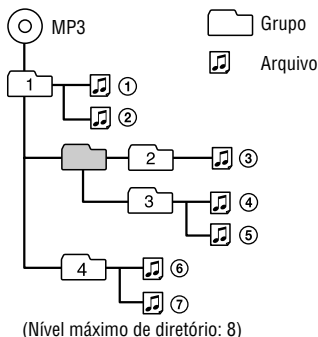 MP3
Grupo
Arquivo
1
①
②
2
③
3
④
⑤
4
⑥
⑦
(Nível máximo de diretório: 8)